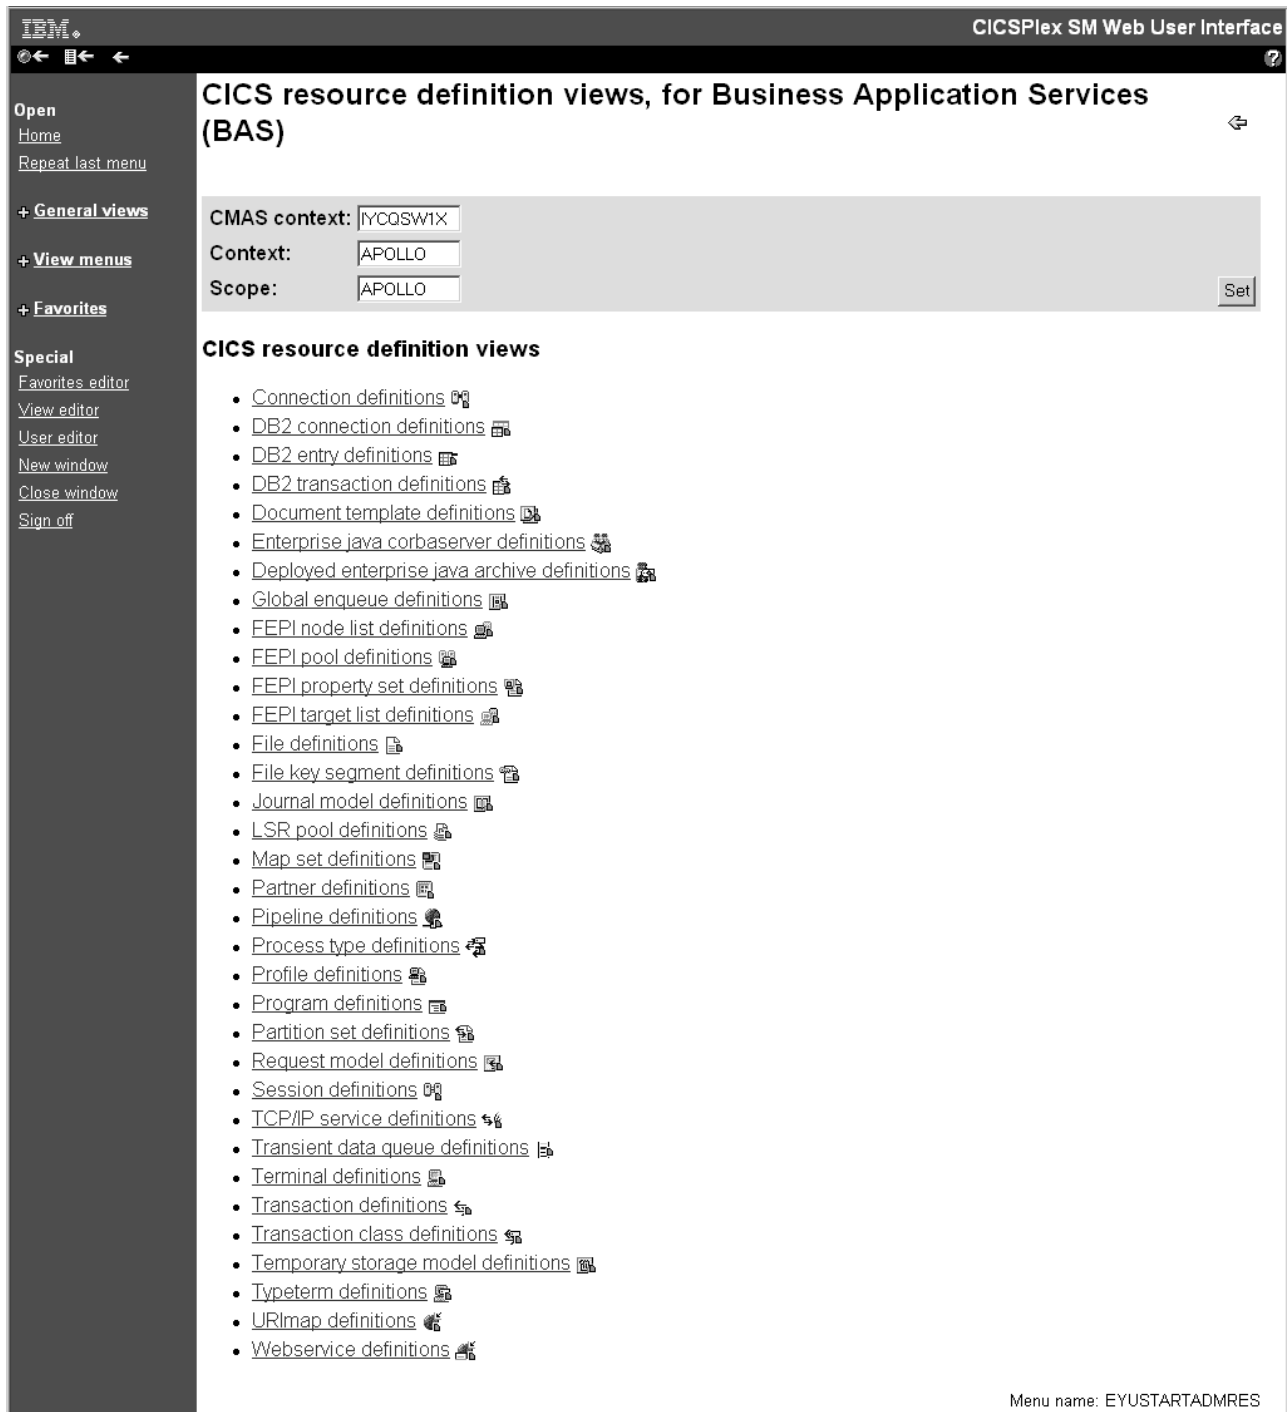 IBM.
CICSPlex SM Web User Interface
Open
Home
Repeat last menu
General views
View menus
Favorites
Special
Favorites editor
View editor
User editor
New window
Close window
Sign off
CICS resource definition views, for Business Application Services
(BAS)
CMAS context: IYCQSW1X
Context: APOLLO
Scope: APOLLO
Set
CICS resource definition views
Connection definitions
DB2 connection definitions
DB2 entry definitions
DB2 transaction definitions
Document template definitions
Enterprise java corbaserver definitions
Deployed enterprise java archive definitions
Global enqueue definitions
FEPI node list definitions
FEPI pool definitions
FEPI property set definitions
FEPI target list definitions
File definitions
File key segment definitions
Journal model definitions
LSR pool definitions
Map set definitions
Partner definitions
Pipeline definitions
Process type definitions
Profile definitions
Program definitions
Partition set definitions
Request model definitions
Session definitions
TCP/IP service definitions
Transient data queue definitions
Terminal definitions
Transaction definitions
Transaction class definitions
Temporary storage model definitions
Typeterm definitions
URImap definitions
Webservice definitions
Menu name: EYUSTARTADMRES